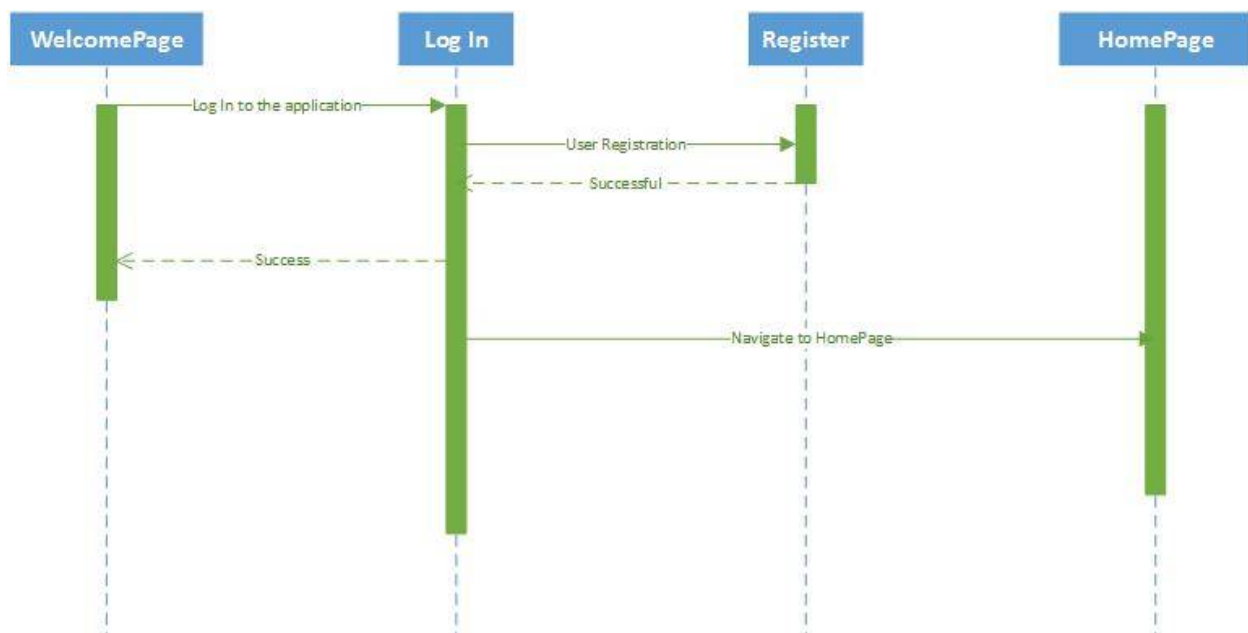 WelcomePage
Log In
Register
HomePage
Log In to the application
User Registration
Successful
Success
Navigate to HomePage